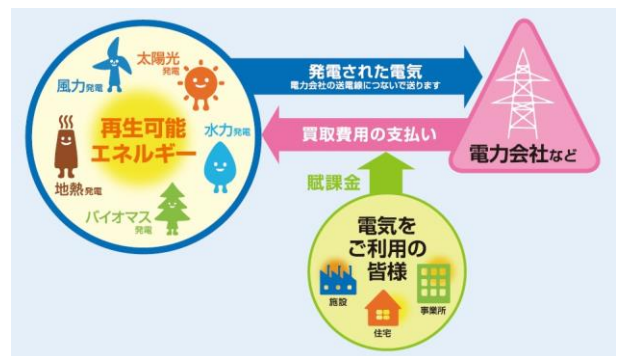 太陽光
発電
風力発電
再生可能
エネルギー
水力発電
地熱発電
バイオマス
発電
発電された電気
電力会社の送電線につないで送ります
買取費用の支払い
電力会社など
賦課金
電気を
ご利用の
皆様
施設
住宅
事業所